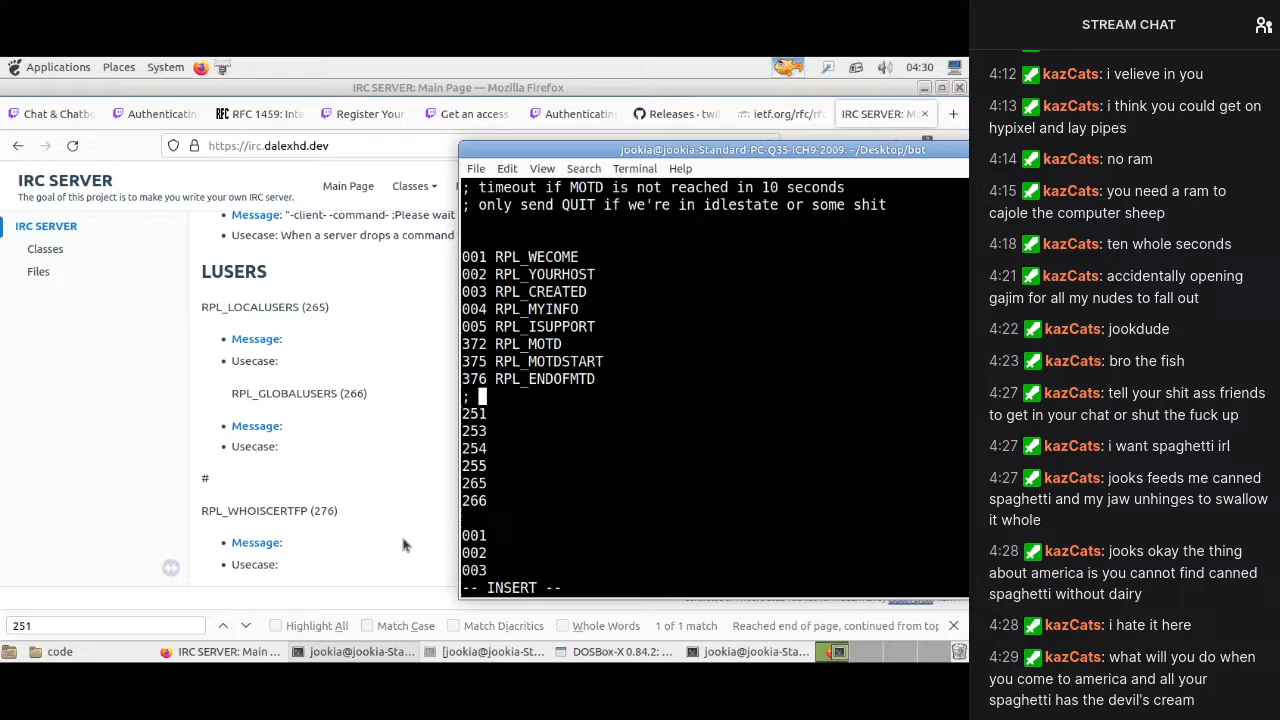 Applications Places System 04:30
IRC SERVER: Main Page — Mozilla Firefox
Chat & Chatbo Authenticatin RFC RFC 1459: Inte Register Your Get an access Authenticatin Releases · twi ietf.org/rfc/rfc IRC SERVER: M
https://irc.dalexhd.dev
IRC SERVER
The goal of this project is to make you write your own IRC server.
Main Page Classes
IRC SERVER
Classes
Files
Message: "-client- -command- :Please wait
Usecase: When a server drops a command
LUSERS
RPL_LOCALUSERS (265)
Message:
Usecase:
RPL_GLOBALUSERS (266)
Message:
Usecase:
#
RPL_WHOISCERTFP (276)
Message:
Usecase:
jookia@jookia-Standard-PC-Q35-ICH9-2009: ~/Desktop/bot
File Edit View Search Terminal Help
; timeout if MOTD is not reached in 10 seconds
; only send QUIT if we're in idlestate or some shit
001 RPL_WECOME
002 RPL_YOURHOST
003 RPL_CREATED
004 RPL_MYINFO
005 RPL_ISUPPORT
372 RPL_MOTD
375 RPL_MOTDSTART
376 RPL_ENDOFMTD
;
251
253
254
255
265
266
001
002
003
-- INSERT --
251 Highlight All Match Case Match Diacritics Whole Words 1 of 1 match Reached end of page, continued from top
code IRC SERVER: Main ... jookia@jookia-Sta... [jookia@jookia-Sta... DOSBox-X 0.84.2: ... jookia@jookia-Sta...
STREAM CHAT
4:12 kazCats: i velieve in you
4:13 kazCats: i think you could get on
hypixel and lay pipes
4:14 kazCats: no ram
4:15 kazCats: you need a ram to
cajole the computer sheep
4:18 kazCats: ten whole seconds
4:21 kazCats: accidentally opening
gajim for all my nudes to fall out
4:22 kazCats: jookdude
4:23 kazCats: bro the fish
4:27 kazCats: tell your shit ass friends
to get in your chat or shut the fuck up
4:27 kazCats: i want spaghetti irl
4:27 kazCats: jooks feeds me canned
spaghetti and my jaw unhinges to swallow
it whole
4:28 kazCats: jooks okay the thing
about america is you cannot find canned
spaghetti without dairy
4:28 kazCats: i hate it here
4:29 kazCats: what will you do when
you come to america and all your
spaghetti has the devil's cream